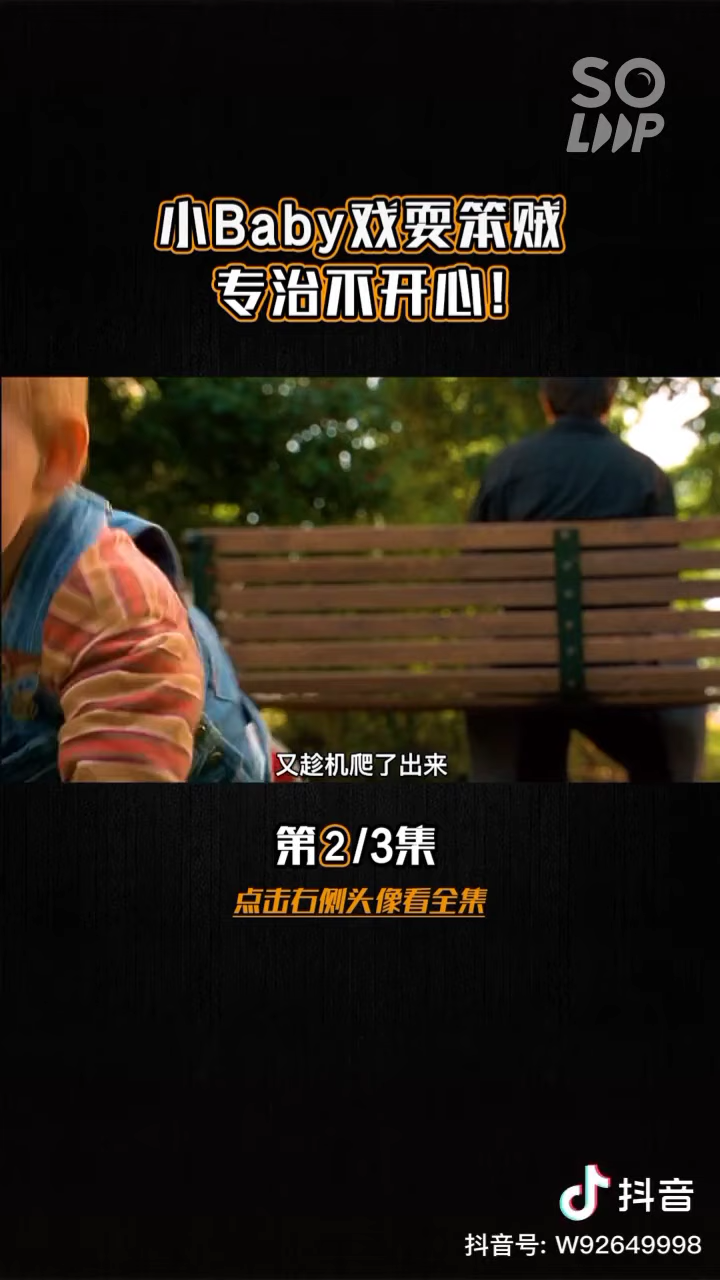 SO
LOOP
小Baby戏耍笨贼
专治不开心!
又趁机爬了出来
第2/3集
点击右侧头像看全集
抖音
抖音号: W92649998